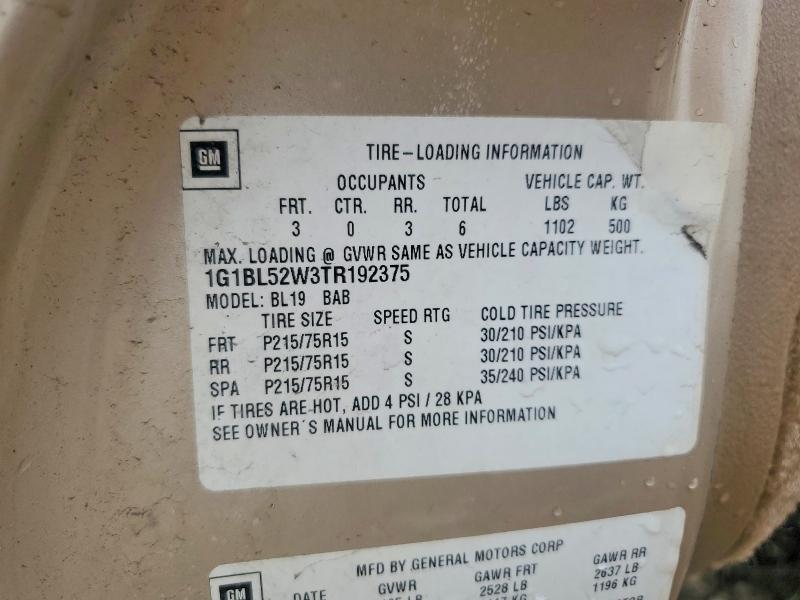 GM
TIRE-LOADING INFORMATION
OCCUPANTS VEHICLE CAP. WT.
FRT. CTR. RR. TOTAL LBS KG
3 0 3 6 1102 500
MAX. LOADING @ GVWR SAME AS VEHICLE CAPACITY WEIGHT.
1G1BL52W3TR192375
MODEL: BL19 BAB
TIRE SIZE SPEED RTG COLD TIRE PRESSURE
FRT P215/75R15 S 30/210 PSI/KPA
RR P215/75R15 S 30/210 PSI/KPA
SPA P215/75R15 S 35/240 PSI/KPA
IF TIRES ARE HOT, ADD 4 PSI / 28 KPA
SEE OWNER'S MANUAL FOR MORE INFORMATION
GM
MFD BY GENERAL MOTORS CORP
DATE GVWR GAWR FRT GAWR RR
LB 2528 LB 2637 LB
KG 1196 KG